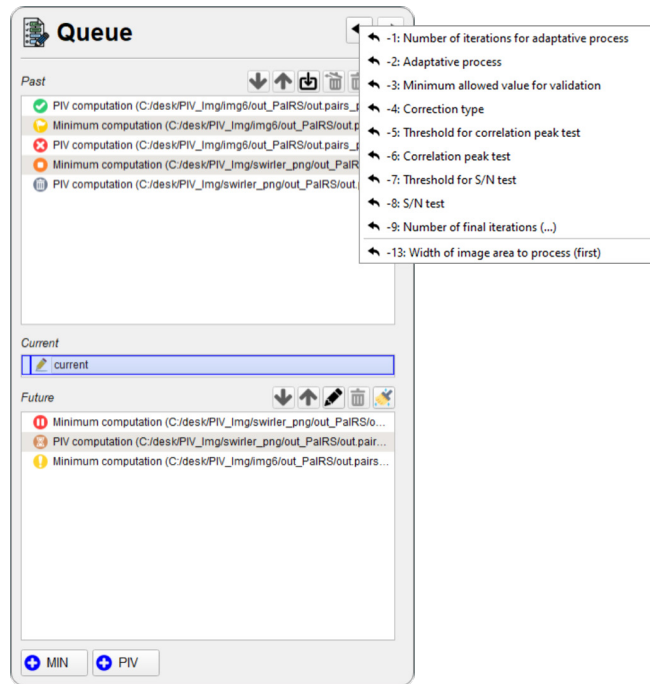 Queue
-1: Number of iterations for adaptative process
-2: Adaptative process
-3: Minimum allowed value for validation
-4: Correction type
-5: Threshold for correlation peak test
-6: Correlation peak test
-7: Threshold for S/N test
-8: S/N test
-9: Number of final iterations (...)
-13: Width of image area to process (first)
Past
PIV computation (C:/desk/PIV_Img/img6/out_PaIRS/out.pairs_p
Minimum computation (C:/desk/PIV_Img/img6/out_PaIRS/out.p
PIV computation (C:/desk/PIV_Img/img6/out_PaIRS/out.pairs_p
Minimum computation (C:/desk/PIV_Img/swirler_png/out_PaIR
PIV computation (C:/desk/PIV_Img/swirler_png/out_PaIRS/out.
Current
current
Future
Minimum computation (C:/desk/PIV_Img/swirler_png/out_PaIRS/o...
PIV computation (C:/desk/PIV_Img/swirler_png/out_PaIRS/out.pair...
Minimum computation (C:/desk/PIV_Img/img6/out_PaIRS/out.pairs...
MIN PIV